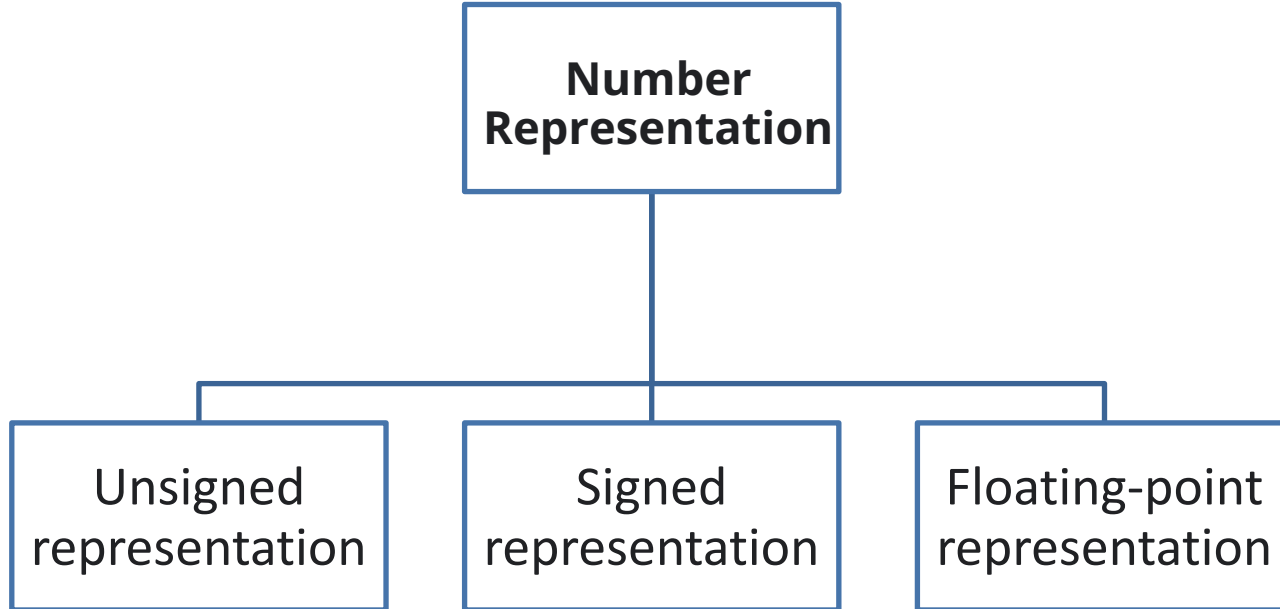 Number
Representation
Unsigned
representation
Signed
representation
Floating-point
representation